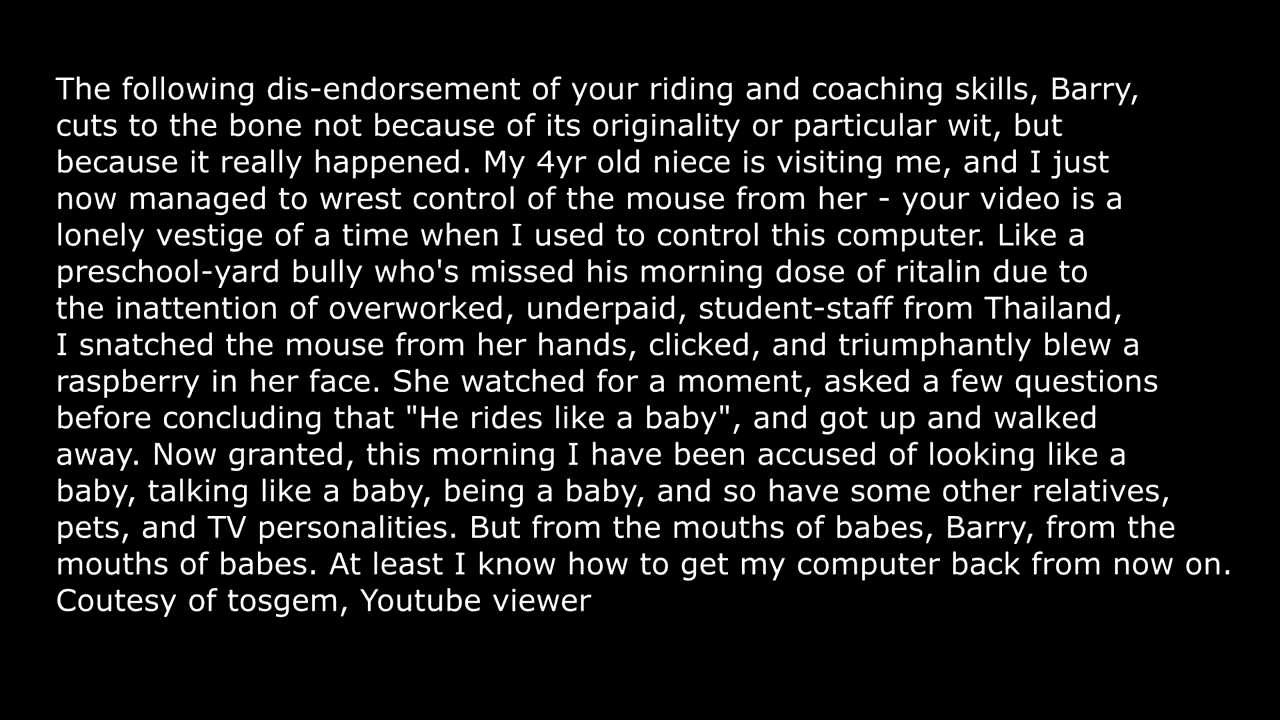 The following dis-endorsement of your riding and coaching skills, Barry,
cuts to the bone not because of its originality or particular wit, but
because it really happened. My 4yr old niece is visiting me, and I just
now managed to wrest control of the mouse from her - your video is a
lonely vestige of a time when I used to control this computer. Like a
preschool-yard bully who's missed his morning dose of ritalin due to
the inattention of overworked, underpaid, student-staff from Thailand,
I snatched the mouse from her hands, clicked, and triumphantly blew a
raspberry in her face. She watched for a moment, asked a few questions
before concluding that "He rides like a baby", and got up and walked
away. Now granted, this morning I have been accused of looking like a
baby, talking like a baby, being a baby, and so have some other relatives,
pets, and TV personalities. But from the mouths of babes, Barry, from the
mouths of babes. At least I know how to get my computer back from now on.
Coutesy of tosgem, Youtube viewer